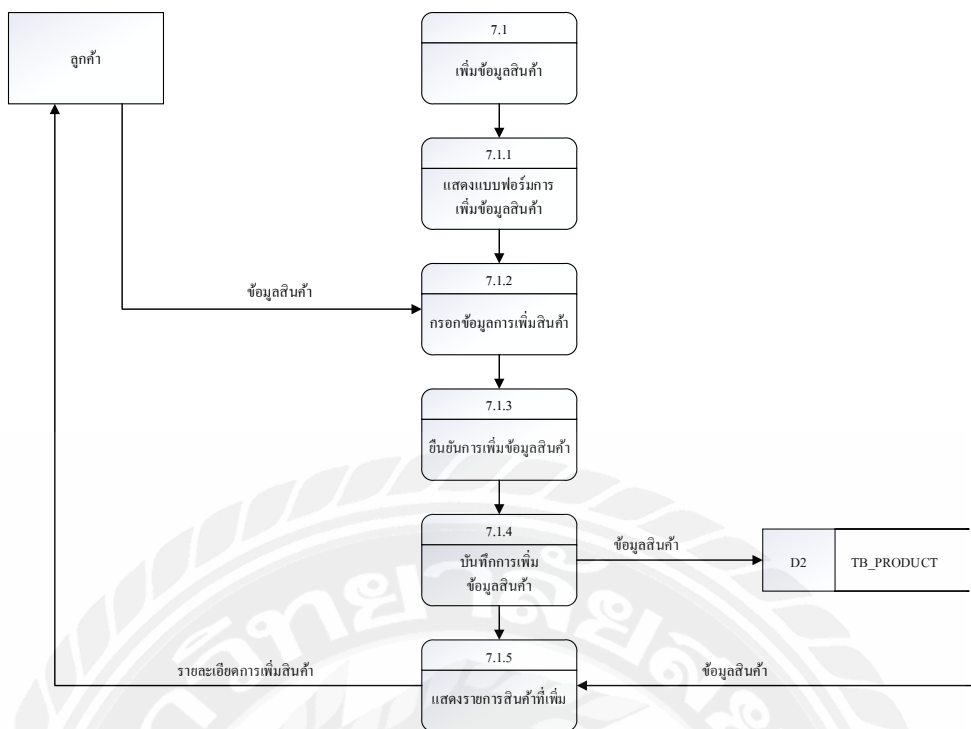 ลูกค้า
7.1
เพิ่มข้อมูลสินค้า
7.1.1
แสดงแบบฟอร์มการ
เพิ่มข้อมูลสินค้า
ข้อมูลสินค้า
7.1.2
กรอกข้อมูลการเพิ่มสินค้า
7.1.3
ยืนยันการเพิ่มข้อมูลสินค้า
7.1.4
บันทึกการเพิ่ม
ข้อมูลสินค้า
ข้อมูลสินค้า
D2 TB_PRODUCT
รายละเอียดการเพิ่มสินค้า
7.1.5
แสดงรายการสินค้าที่เพิ่ม
ข้อมูลสินค้า